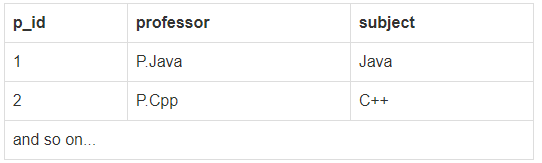 p_id professor subject
1 P.Java Java
2 P.Cpp C++
and so on...